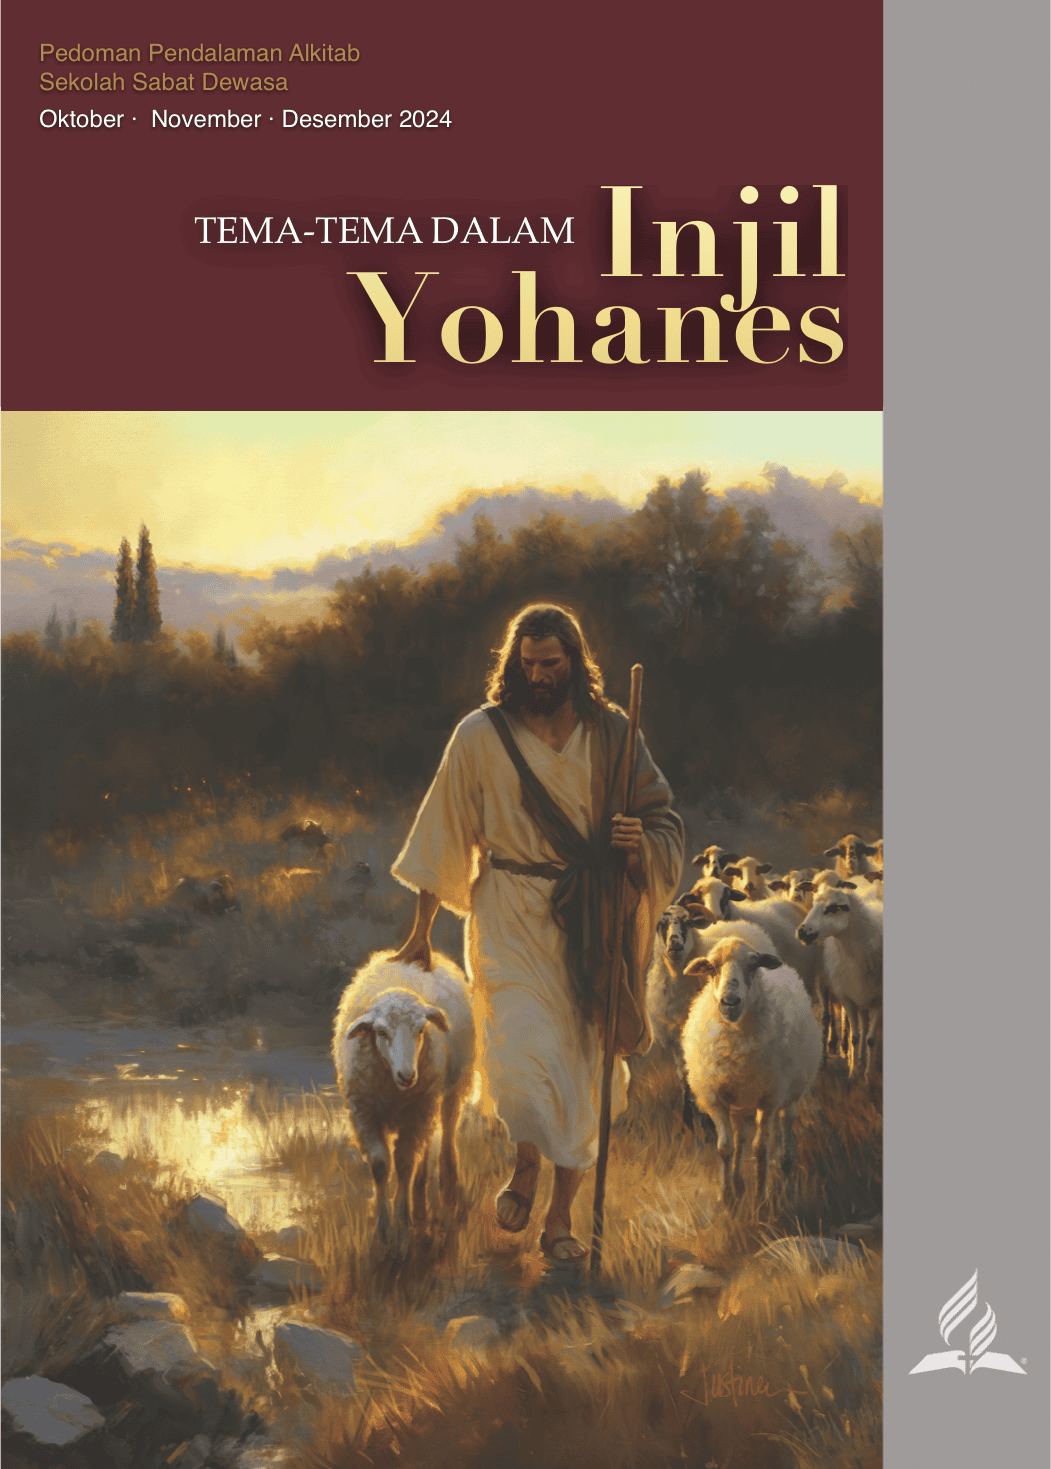 Pedoman Pendalaman Alkitab
Sekolah Sabat Dewasa
Oktober · November · Desember 2024
TEMA-TEMA DALAM Injil
Yohanes